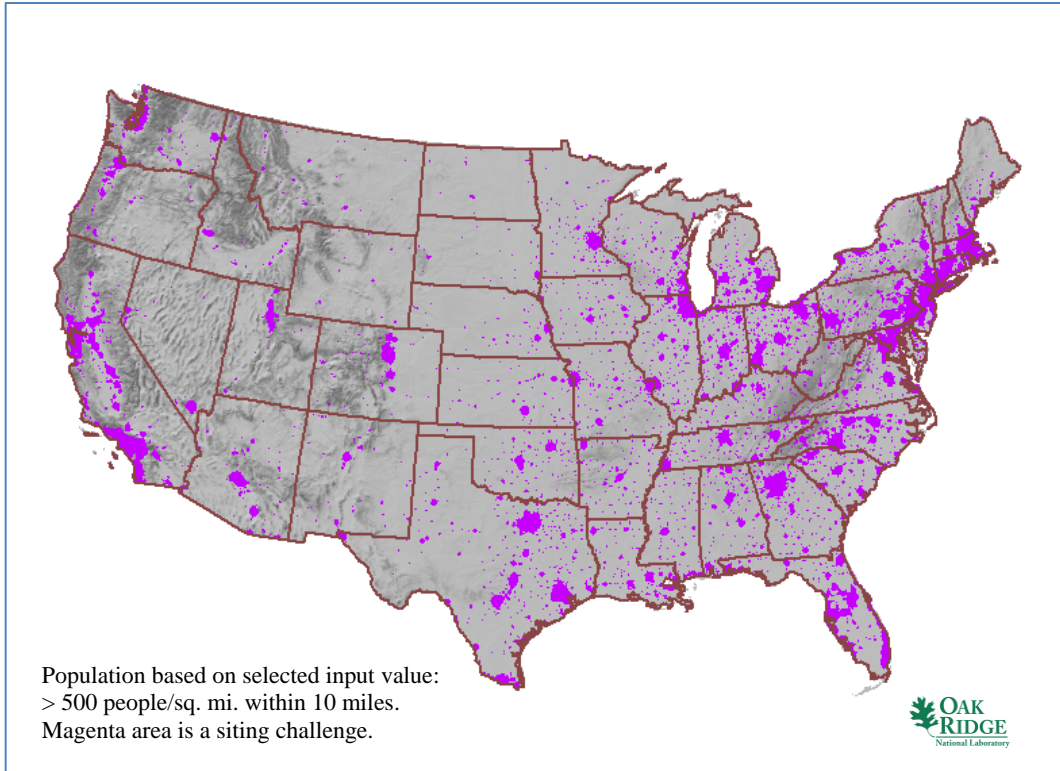 Population based on selected input value:
> 500 people/sq. mi. within 10 miles.
Magenta area is a siting challenge.
OAK
RIDGE
National Laboratory